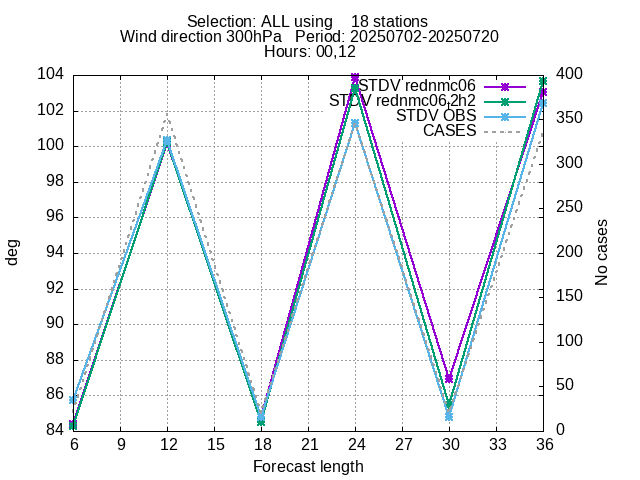 Selection: ALL using    18 stations
Wind direction 300hPa   Period: 20250702-20250720
Hours: 00,12
104
102
100
98
96
94
92
90
88
86
84
400
350
300
250
200
150
100
50
0
STDV rednmc06
STDV rednmc06,2h2
STDV OBS
CASES
deg
No cases
6 9 12 15 18 21 24 27 30 33 36
Forecast length